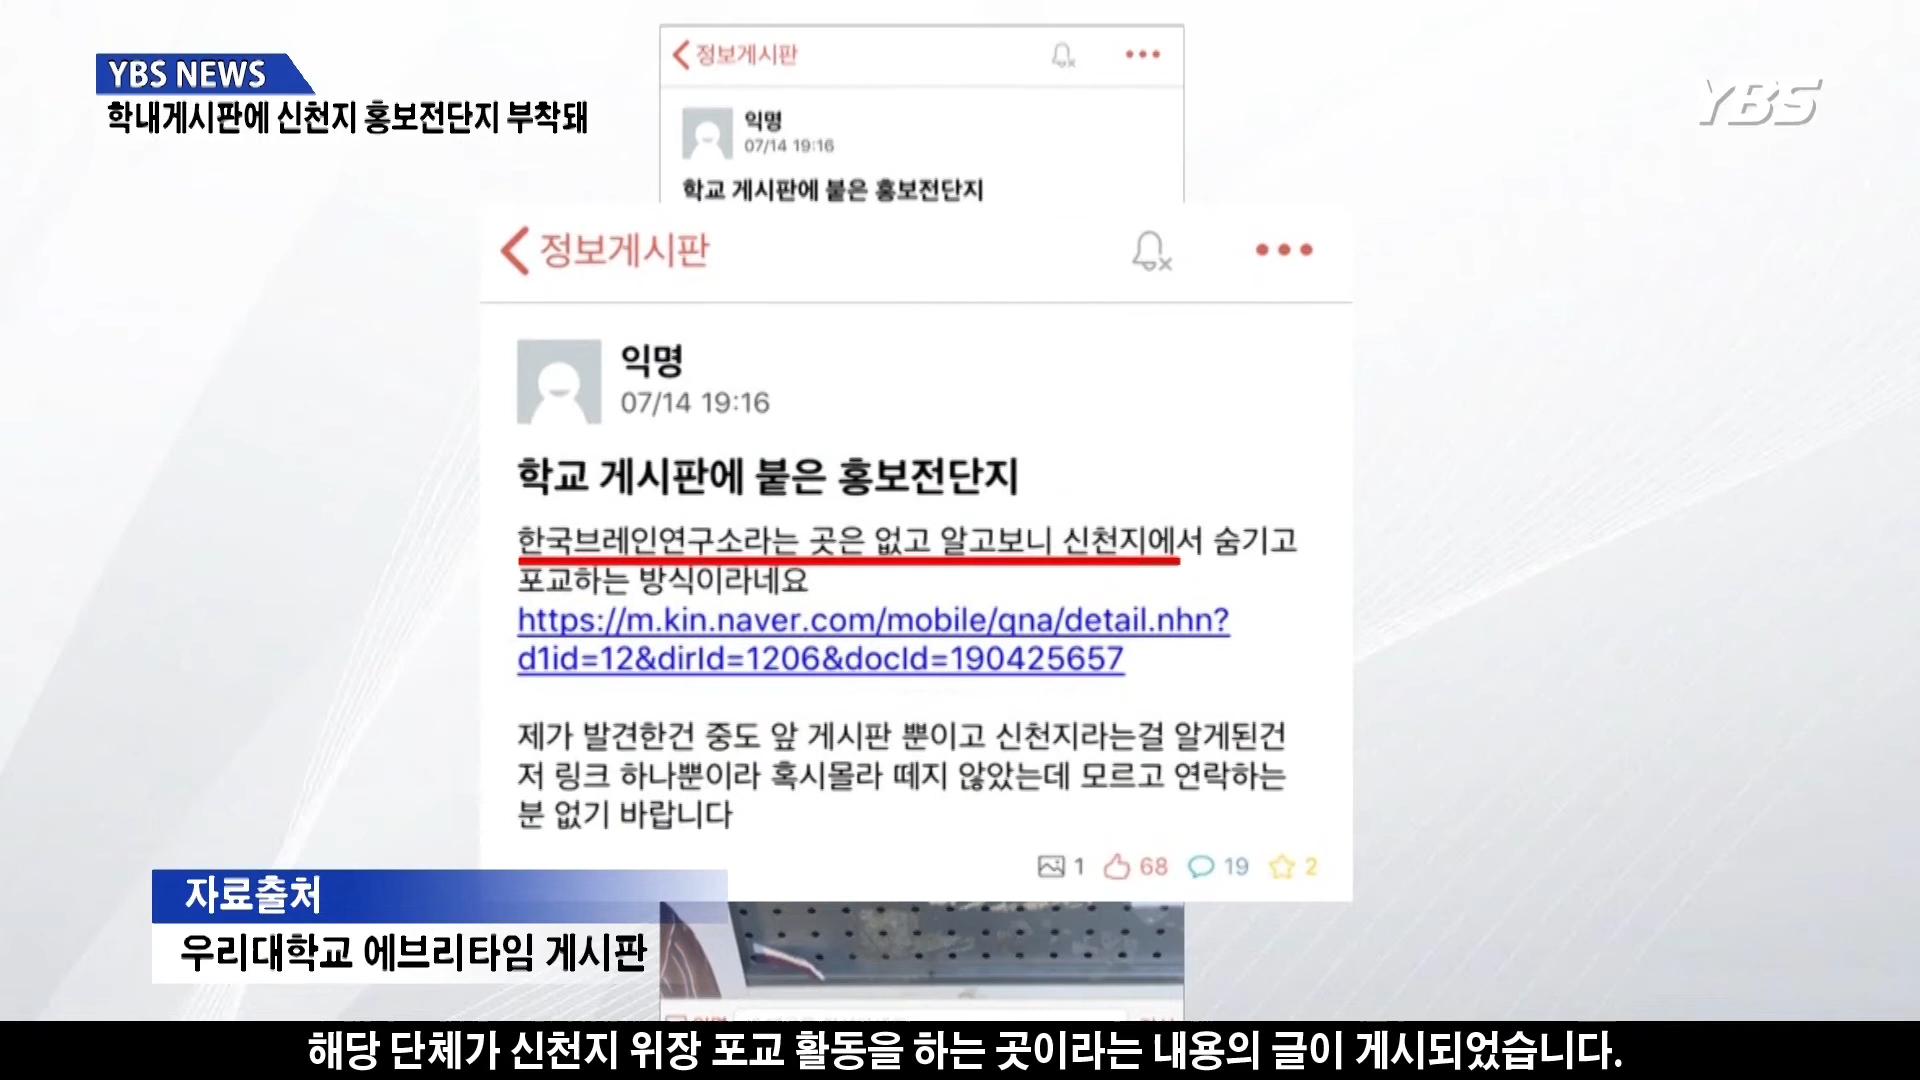 YBS NEWS
학내게시판에 신천지 홍보전단지 부착돼
YBS
정보게시판
익명
07/14 19:16
학교 게시판에 붙은 홍보전단지
정보게시판
익명
07/14 19:16
학교 게시판에 붙은 홍보전단지
한국브레인연구소라는 곳은 없고 알고보니 신천지에서 숨기고
포교하는 방식이라네요
https://m.kin.naver.com/mobile/qna/detail.nhn?
d1id=12&dirId=1206&docId=190425657
제가 발견한건 중도 앞 게시판 뿐이고 신천지라는걸 알게된건
저 링크 하나뿐이라 혹시몰라 떼지 않았는데 모르고 연락하는
분 없기 바랍니다
1 68 19 2
자료출처
우리대학교 에브리타임 게시판
해당 단체가 신천지 위장 포교 활동을 하는 곳이라는 내용의 글이 게시되었습니다.